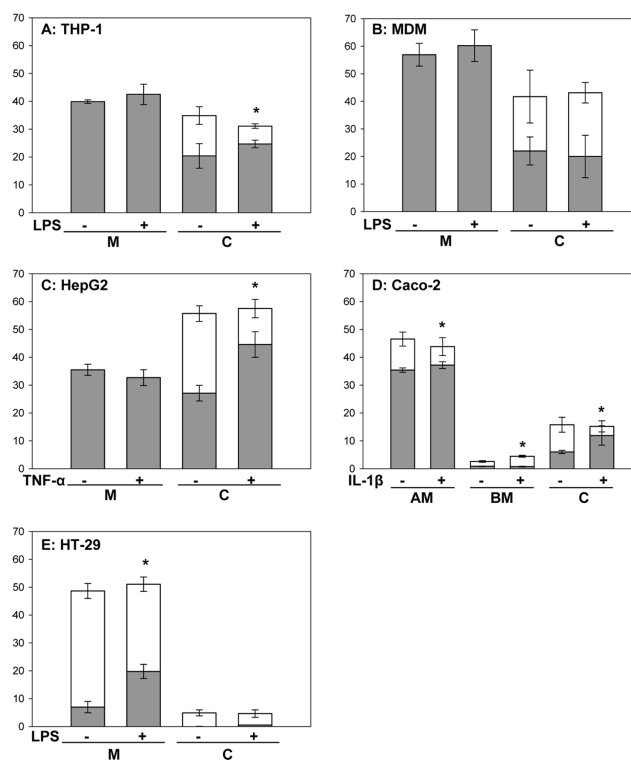 A: THP-1
70
60
50
40
30
20
10
0
*
LPS - + - +
M C
B: MDM
70
60
50
40
30
20
10
0
LPS - + - +
M C
C: HepG2
70
60
50
40
30
20
10
0
*
TNF-α - + - +
M C
D: Caco-2
70
60
50
40
30
20
10
0
* * *
IL-1β - + - + - +
AM BM C
E: HT-29
70
60
50
40
30
20
10
0
*
LPS - + - +
M C